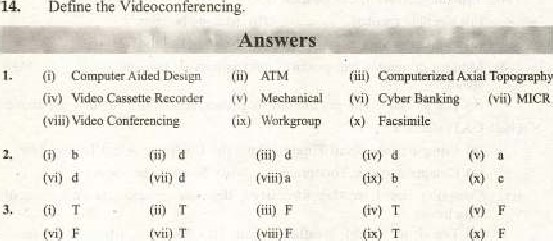 14. Define the Videoconferencing.
Answers
1. (i) Computer Aided Design (ii) ATM (iii) Computerized Axial Topography
(iv) Video Cassette Recorder (v) Mechanical (vi) Cyber Banking (vii) MICR
(viii) Video Conferencing (ix) Workgroup (x) Facsimile
2. (i) b (ii) d (iii) d (iv) d (v) a
(vi) d (vii) d (viii) a (ix) b (x) c
3. (i) T (ii) T (iii) F (iv) T (v) F
(vi) F (vii) T (viii) F (ix) T (x) F